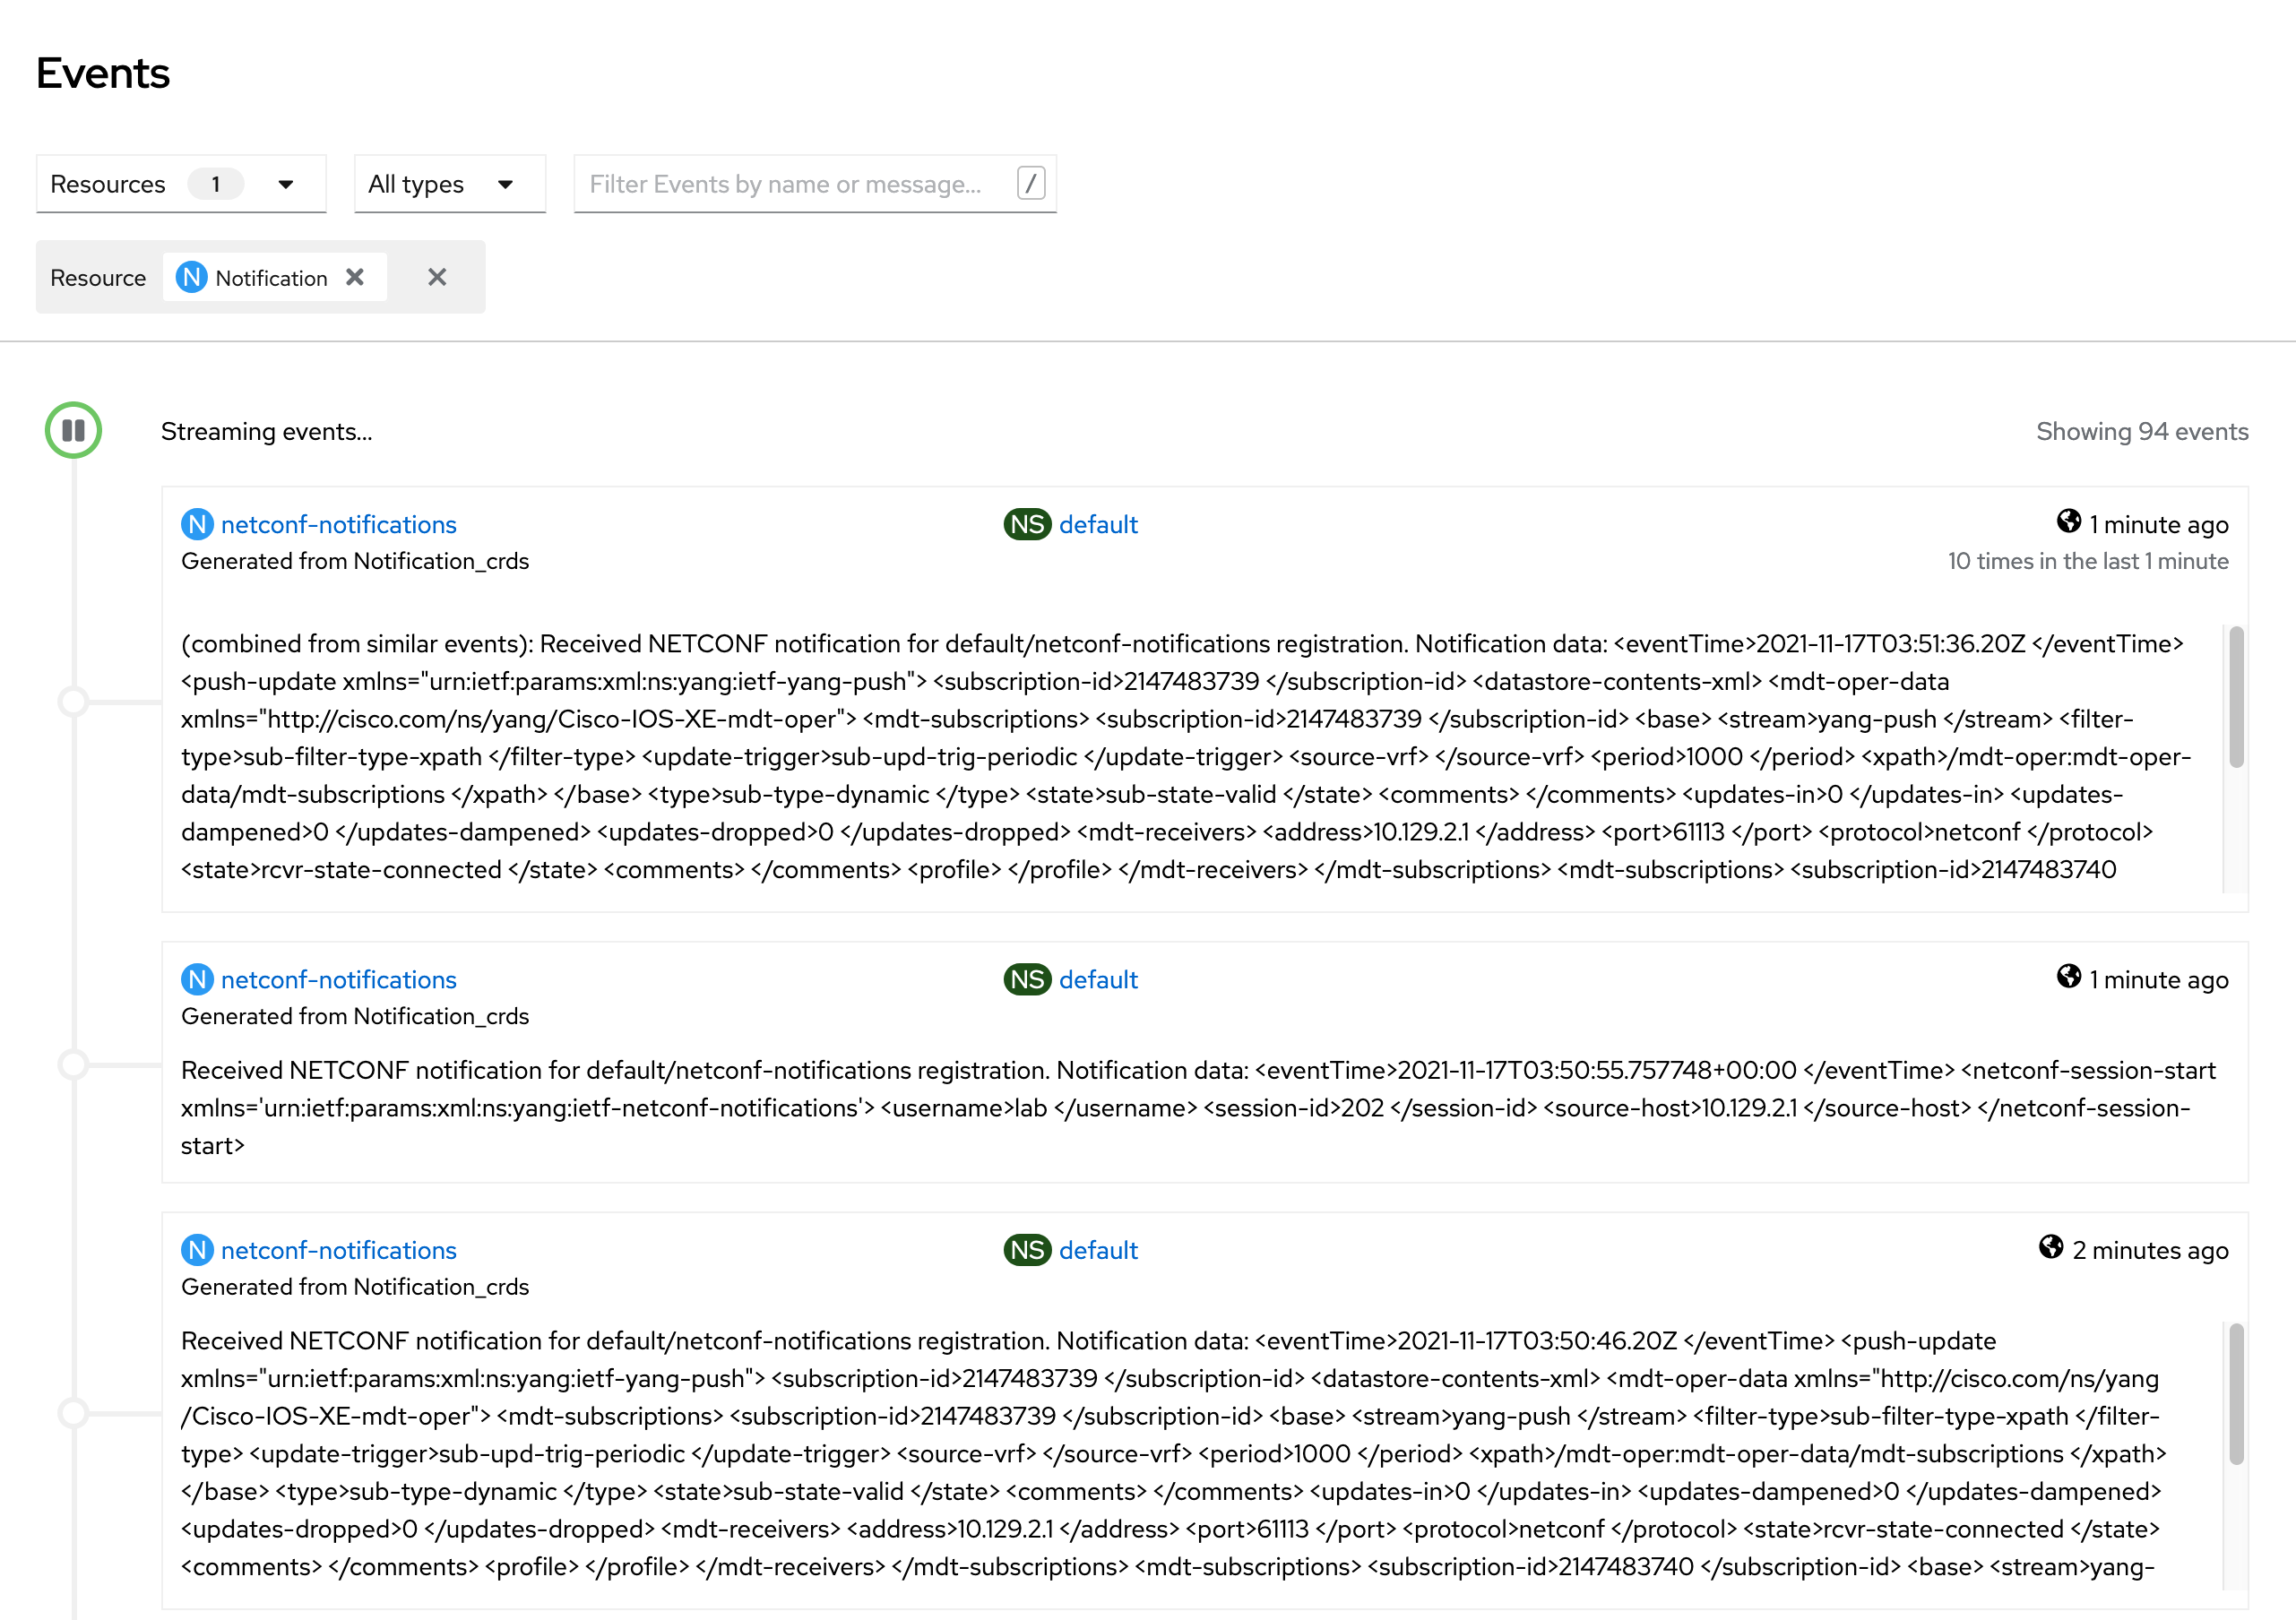 Events
Resources 1 All types Filter Events by name or message... /
Resource N Notification
Streaming events... Showing 94 events
N netconf-notifications NS default 1 minute ago
Generated from Notification_crds 10 times in the last 1 minute
(combined from similar events): Received NETCONF notification for default/netconf-notifications registration. Notification data: <eventTime>2021-11-17T03:51:36.20Z </eventTime>
<push-update xmlns="urn:ietf:params:xml:ns:yang:ietf-yang-push"> <subscription-id>2147483739 </subscription-id> <datastore-contents-xml> <mdt-oper-data
xmlns="http://cisco.com/ns/yang/Cisco-IOS-XE-mdt-oper"> <mdt-subscriptions> <subscription-id>2147483739 </subscription-id> <base> <stream>yang-push </stream> <filter-
type>sub-filter-type-xpath </filter-type> <update-trigger>sub-upd-trig-periodic </update-trigger> <source-vrf> </source-vrf> <period>1000 </period> <xpath>/mdt-oper:mdt-oper-
data/mdt-subscriptions </xpath> </base> <type>sub-type-dynamic </type> <state>sub-state-valid </state> <comments> </comments> <updates-in>0 </updates-in> <updates-
dampened>0 </updates-dampened> <updates-dropped>0 </updates-dropped> <mdt-receivers> <address>10.129.2.1 </address> <port>61113 </port> <protocol>netconf </protocol>
<state>rcvr-state-connected </state> <comments> </comments> <profile> </profile> </mdt-receivers> </mdt-subscriptions> <mdt-subscriptions> <subscription-id>2147483740
N netconf-notifications NS default 1 minute ago
Generated from Notification_crds
Received NETCONF notification for default/netconf-notifications registration. Notification data: <eventTime>2021-11-17T03:50:55.757748+00:00 </eventTime> <netconf-session-start
xmlns='urn:ietf:params:xml:ns:yang:ietf-netconf-notifications'> <username>lab </username> <session-id>202 </session-id> <source-host>10.129.2.1 </source-host> </netconf-session-
start>
N netconf-notifications NS default 2 minutes ago
Generated from Notification_crds
Received NETCONF notification for default/netconf-notifications registration. Notification data: <eventTime>2021-11-17T03:50:46.20Z </eventTime> <push-update
xmlns="urn:ietf:params:xml:ns:yang:ietf-yang-push"> <subscription-id>2147483739 </subscription-id> <datastore-contents-xml> <mdt-oper-data xmlns="http://cisco.com/ns/yang
/Cisco-IOS-XE-mdt-oper"> <mdt-subscriptions> <subscription-id>2147483739 </subscription-id> <base> <stream>yang-push </stream> <filter-type>sub-filter-type-xpath </filter-
type> <update-trigger>sub-upd-trig-periodic </update-trigger> <source-vrf> </source-vrf> <period>1000 </period> <xpath>/mdt-oper:mdt-oper-data/mdt-subscriptions </xpath>
</base> <type>sub-type-dynamic </type> <state>sub-state-valid </state> <comments> </comments> <updates-in>0 </updates-in> <updates-dampened>0 </updates-dampened>
<updates-dropped>0 </updates-dropped> <mdt-receivers> <address>10.129.2.1 </address> <port>61113 </port> <protocol>netconf </protocol> <state>rcvr-state-connected </state>
<comments> </comments> <profile> </profile> </mdt-receivers> </mdt-subscriptions> <mdt-subscriptions> <subscription-id>2147483740 </subscription-id> <base> <stream>yang-